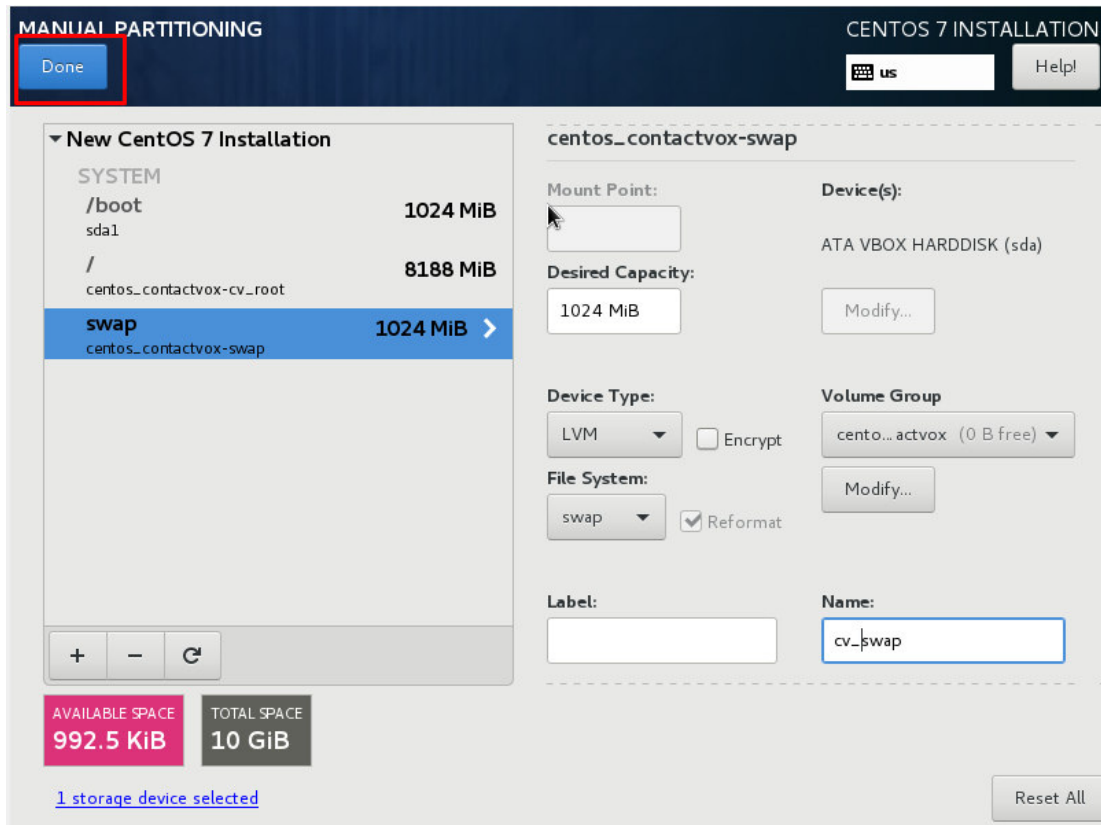 MANUAL PARTITIONING
CENTOS 7 INSTALLATION
Done
us
Help!
New CentOS 7 Installation
SYSTEM
/boot
1024 MiB
sda1
/
8188 MiB
centos_contactvox-cv_root
swap
1024 MiB
centos_contactvox-swap
+ −
AVAILABLE SPACE
992.5 KiB
TOTAL SPACE
10 GiB
1 storage device selected
centos_contactvox-swap
Mount Point:
Device(s):
ATA VBOX HARDDISK (sda)
Desired Capacity:
1024 MiB
Modify...
Device Type:
Volume Group
LVM
Encrypt
cento...actvox (0 B free)
File System:
Modify...
swap
Reformat
Label:
Name:
cv_swap
Reset All